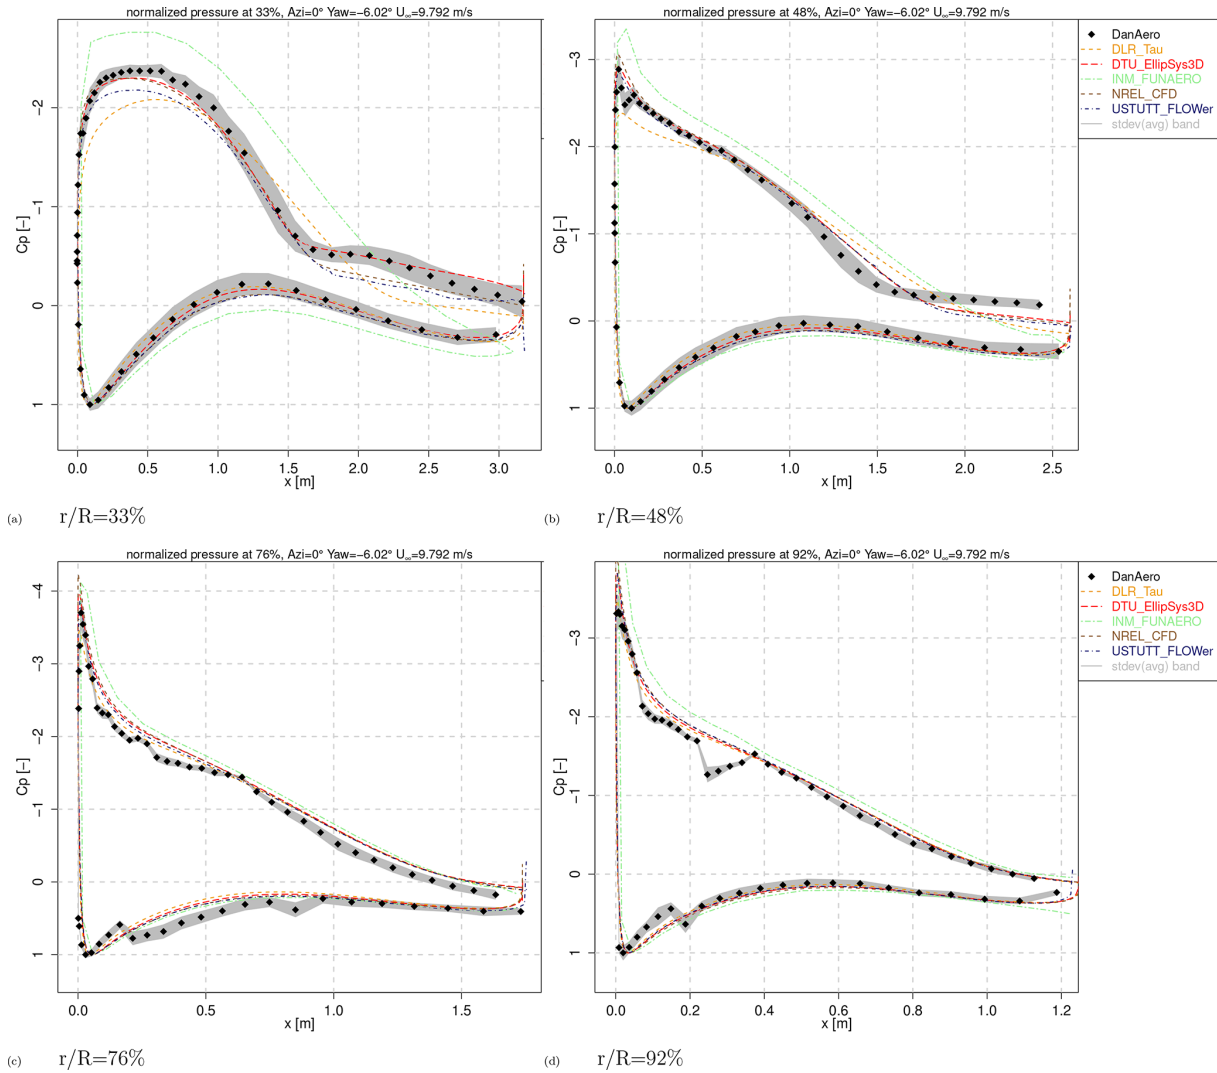 normalized pressure at 33%, Azi=0° Yaw=−6.02° U∞=9.792 m/s
Cp [−]
−2
−1
0
1
0.0 0.5 1.0 1.5 2.0 2.5 3.0
x [m]
(a) r/R=33%
normalized pressure at 48%, Azi=0° Yaw=−6.02° U∞=9.792 m/s
Cp [−]
−3
−2
−1
0
1
0.0 0.5 1.0 1.5 2.0 2.5
x [m]
DanAero
DLR_Tau
DTU_EllipSys3D
INM_FUNAERO
NREL_CFD
USTUTT_FLOWer
stdev(avg) band
(b) r/R=48%
normalized pressure at 76%, Azi=0° Yaw=−6.02° U∞=9.792 m/s
Cp [−]
−4
−3
−2
−1
0
1
0.0 0.5 1.0 1.5
x [m]
(c) r/R=76%
normalized pressure at 92%, Azi=0° Yaw=−6.02° U∞=9.792 m/s
Cp [−]
−3
−2
−1
0
1
0.0 0.2 0.4 0.6 0.8 1.0 1.2
x [m]
DanAero
DLR_Tau
DTU_EllipSys3D
INM_FUNAERO
NREL_CFD
USTUTT_FLOWer
stdev(avg) band
(d) r/R=92%